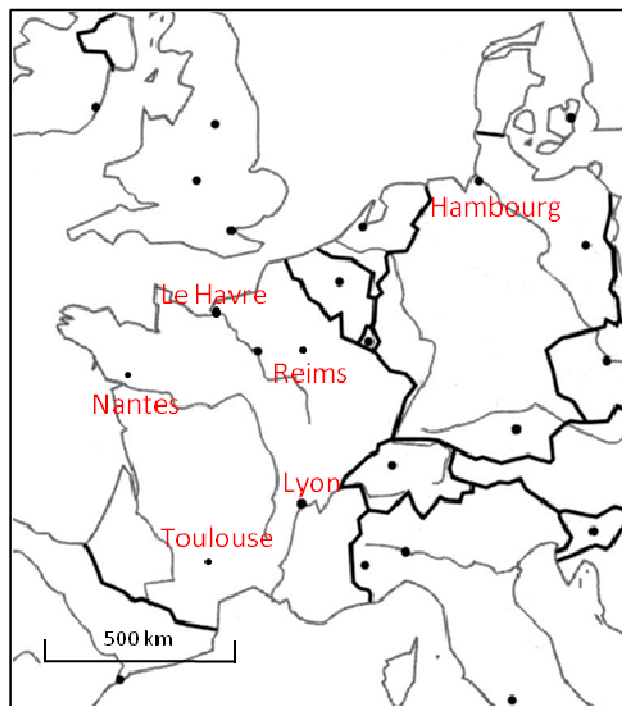 Hambourg
Le Havre
Reims
Nantes
Lyon
Toulouse
500 km